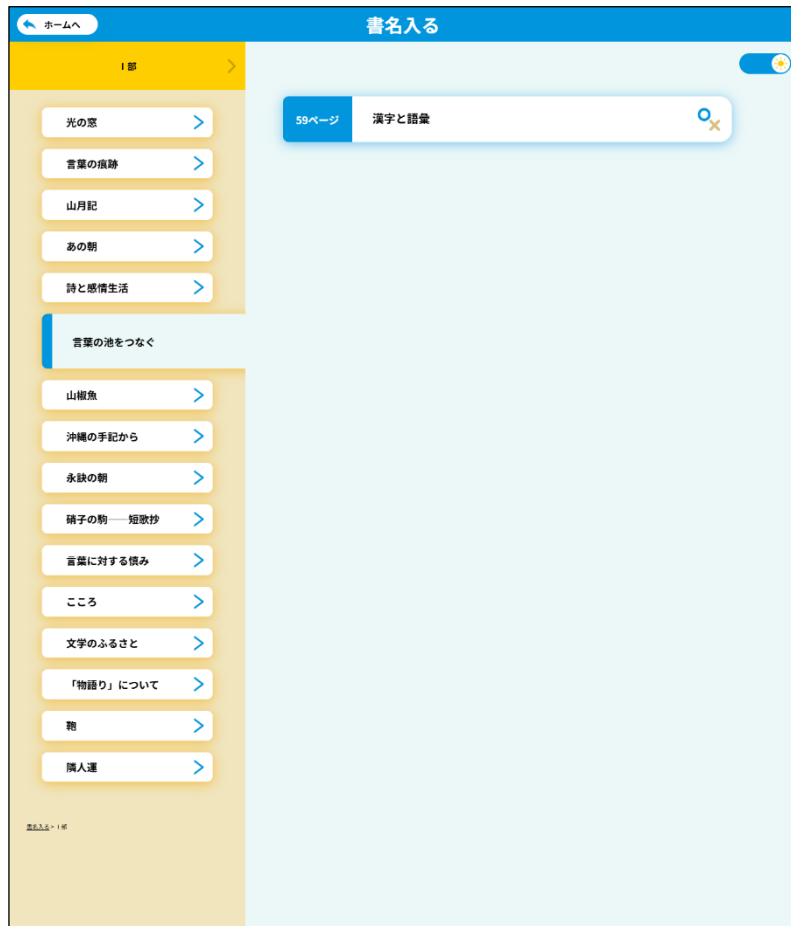 ホームへ
書名入る
I 部
光の窓
言葉の痕跡
山月記
あの朝
詩と感情生活
言葉の池をつなぐ
山椒魚
沖縄の手記から
永訣の朝
硝子の駒──短歌抄
言葉に対する慎み
こころ
文学のふるさと
「物語り」について
鞄
隣人運
書名入る > I 部
59ページ
漢字と語彙